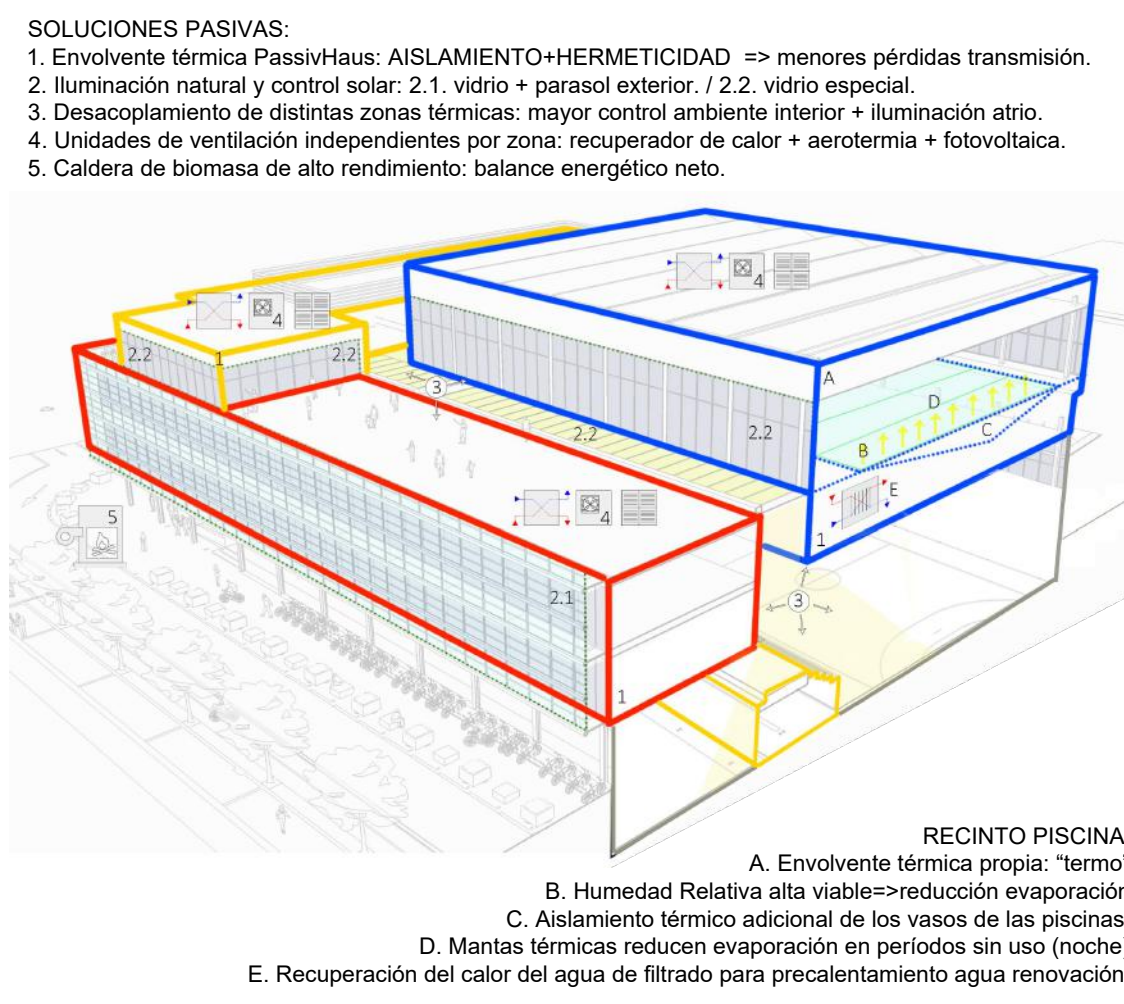 SOLUCIONES PASIVAS:
1. Envolvente térmica PassivHaus: AISLAMIENTO+HERMETICIDAD => menores pérdidas transmisión.
2. Iluminación natural y control solar: 2.1. vidrio + parasol exterior. / 2.2. vidrio especial.
3. Desacoplamiento de distintas zonas térmicas: mayor control ambiente interior + iluminación atrio.
4. Unidades de ventilación independientes por zona: recuperador de calor + aerotermia + fotovoltaica.
5. Caldera de biomasa de alto rendimiento: balance energético neto.
4
4
2.2
1
2.2
3
A
D
2.2
2.2
B
C
E
4
5
1
2.1
3
1
RECINTO PISCINA
A. Envolvente térmica propia: “termo”
B. Humedad Relativa alta viable=>reducción evaporación
C. Aislamiento térmico adicional de los vasos de las piscinas
D. Mantas térmicas reducen evaporación en períodos sin uso (noche)
E. Recuperación del calor del agua de filtrado para precalentamiento agua renovación